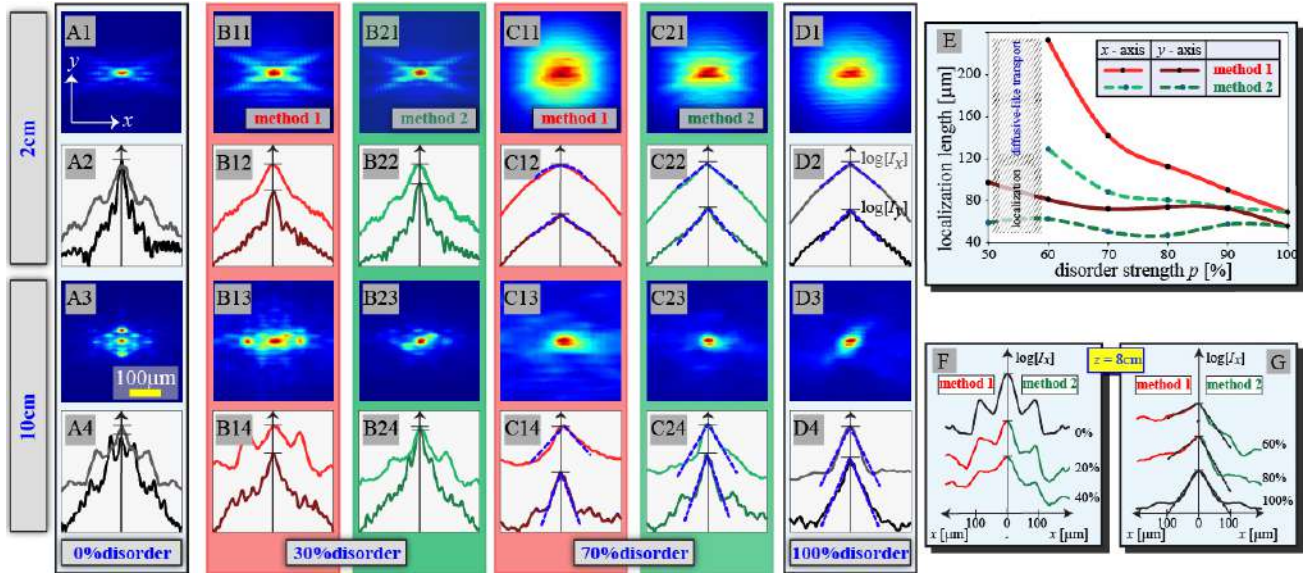 2cm
10cm
A1
y
x
B11
method 1
B21
method 2
C11
method 1
C21
method 2
D1
A2
B12
B22
C12
C22
D2
log[Ix]
log[Iy]
A3
100μm
B13
B23
C13
C23
D3
A4
B14
B24
C14
C24
D4
0%disorder
30%disorder
70%disorder
100%disorder
E
localization length [μm]
200
160
120
80
40
50
60
70
80
90
100
disorder strength p [%]
diffusive-like transport
localization
x - axis
y - axis
method 1
method 2
z = 8cm
F
log[Ix]
method 1
method 2
0%
20%
40%
100
0
100
x [μm]
x [μm]
G
log[Ix]
method 1
method 2
60%
80%
100%
100
0
100
x [μm]
x [μm]